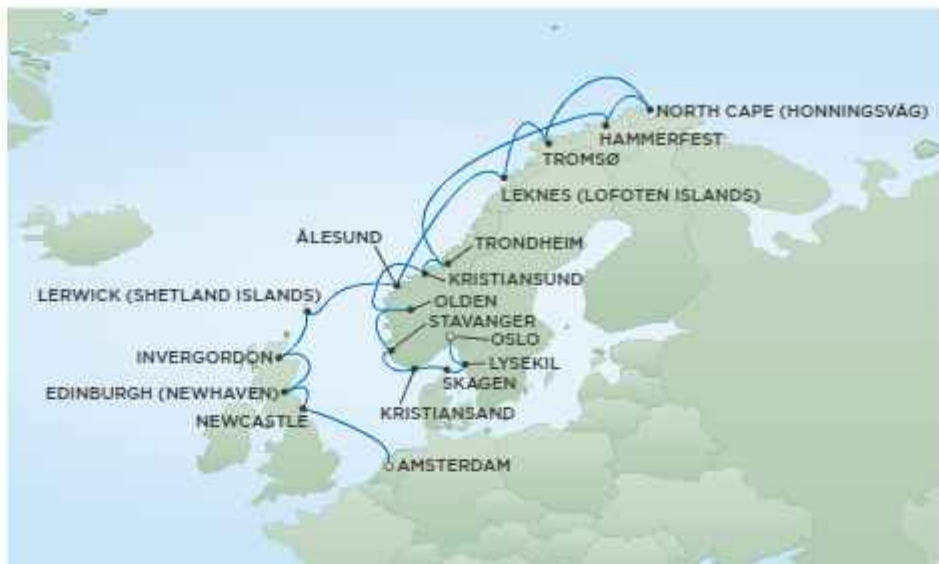 NORTH CAPE (HONNINGSVÅG)
HAMMERFEST
TROMSØ
LEKNES (LOFOTEN ISLANDS)
ÅLESUND
TRONDHEIM
KRISTIANSUND
LERWICK (SHETLAND ISLANDS)
OLDEN
STAVANGER
OSLO
INVERGORDON
LYSEKIL
SKAGEN
EDINBURGH (NEWHAVEN)
KRISTIANSAND
NEWCASTLE
AMSTERDAM